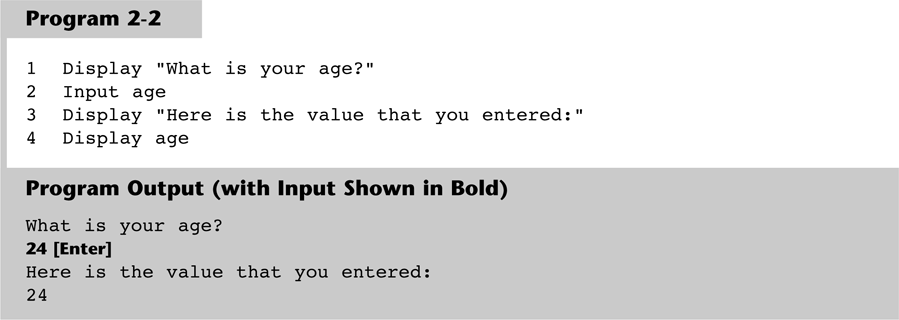 Program 2-2
1 Display "What is your age?"
2 Input age
3 Display "Here is the value that you entered:"
4 Display age
Program Output (with Input Shown in Bold)
What is your age?
24 [Enter]
Here is the value that you entered:
24